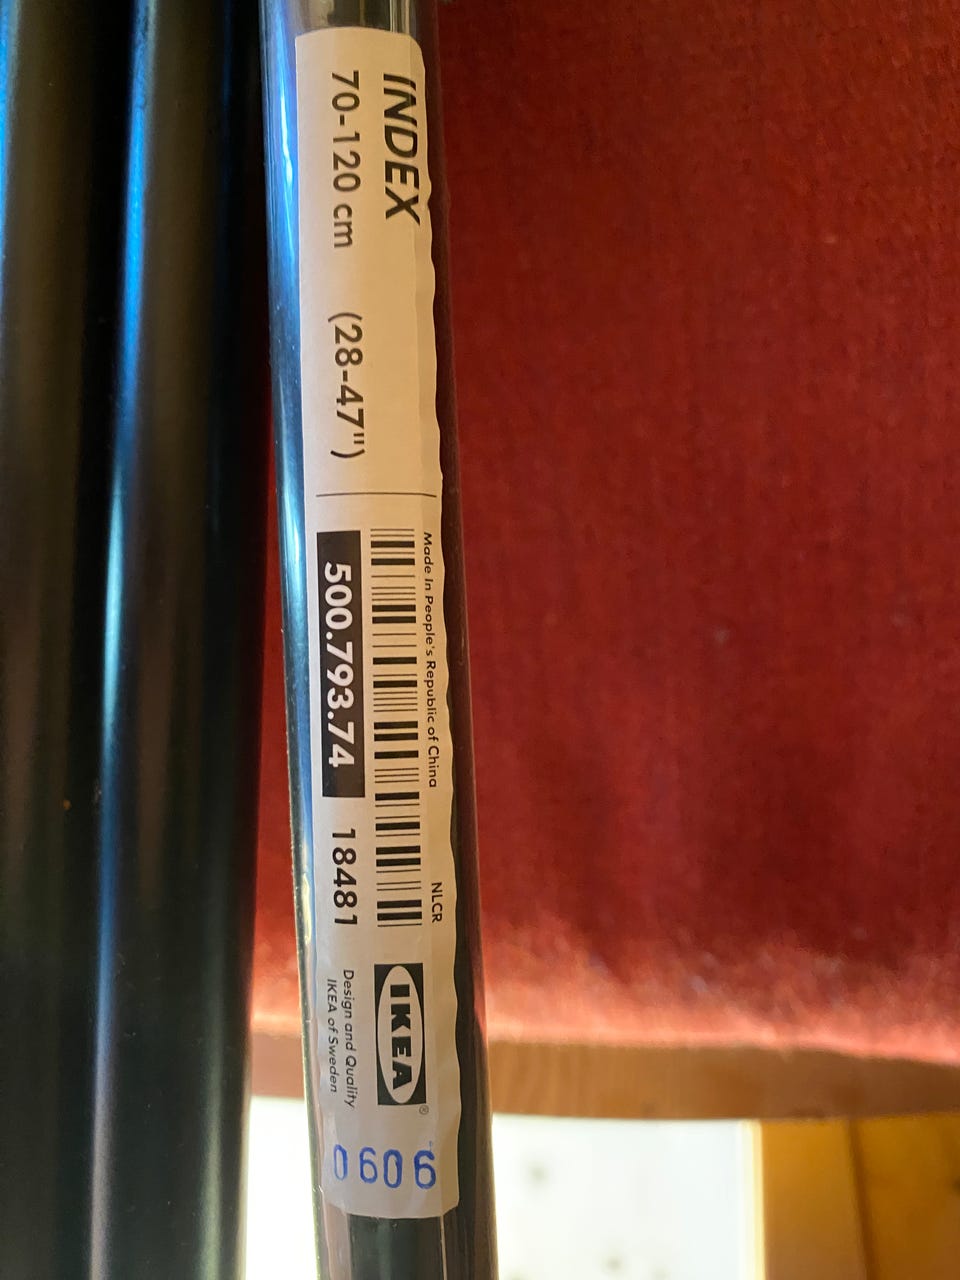 INDEX
70-120 cm (28-47")
Made In People's Republic of China
NLCR
500.793.74 18481
IKEA®
Design and Quality
IKEA of Sweden
0606